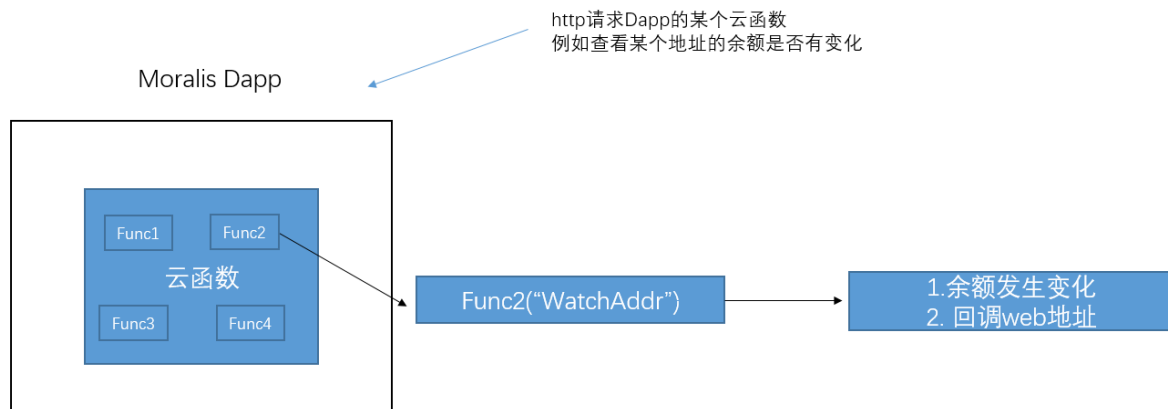 http请求Dapp的某个云函数
例如查看某个地址的余额是否有变化
Moralis Dapp
Func1
Func2
云函数
Func3
Func4
Func2(“WatchAddr”)
1.余额发生变化
2. 回调web地址